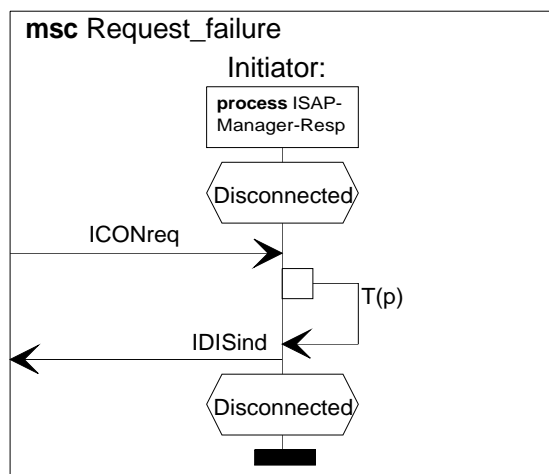 msc Request_failure
Initiator:
process ISAP-
Manager-Resp
Disconnected
ICONreq
T(p)
IDISind
Disconnected